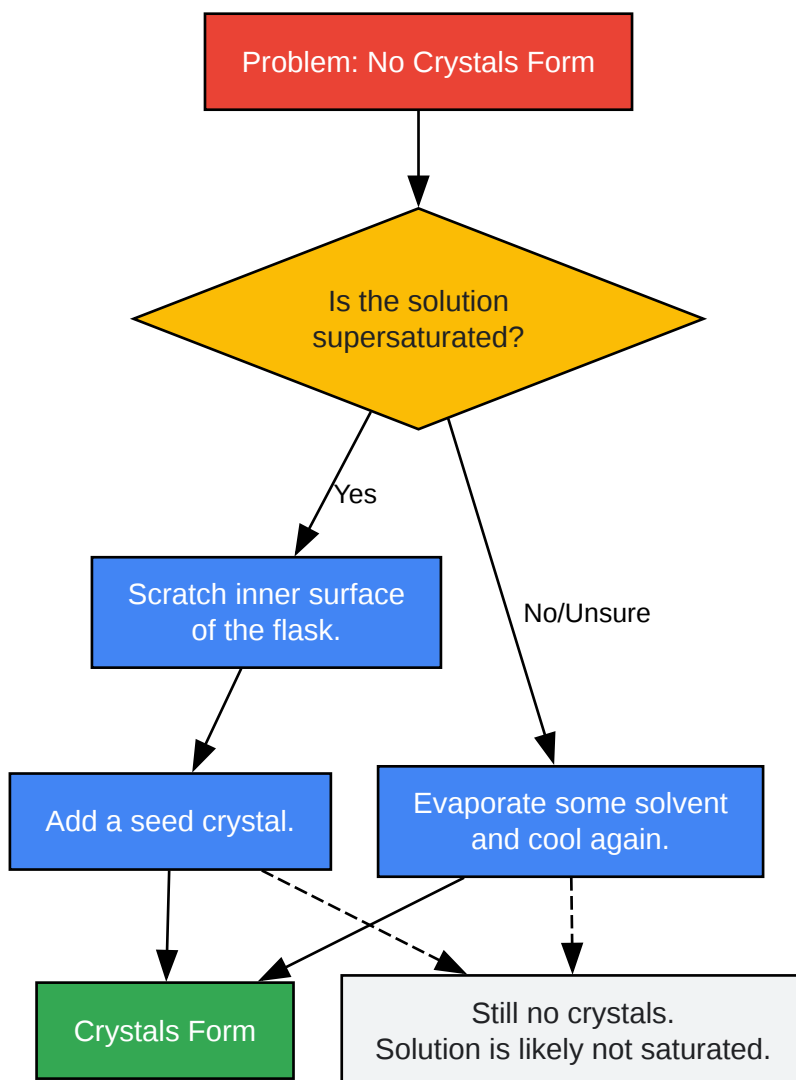 Problem: No Crystals Form
Is the solution
supersaturated?
Yes
Scratch inner surface
of the flask.
No/Unsure
Add a seed crystal.
Evaporate some solvent
and cool again.
Crystals Form
Still no crystals.
Solution is likely not saturated.